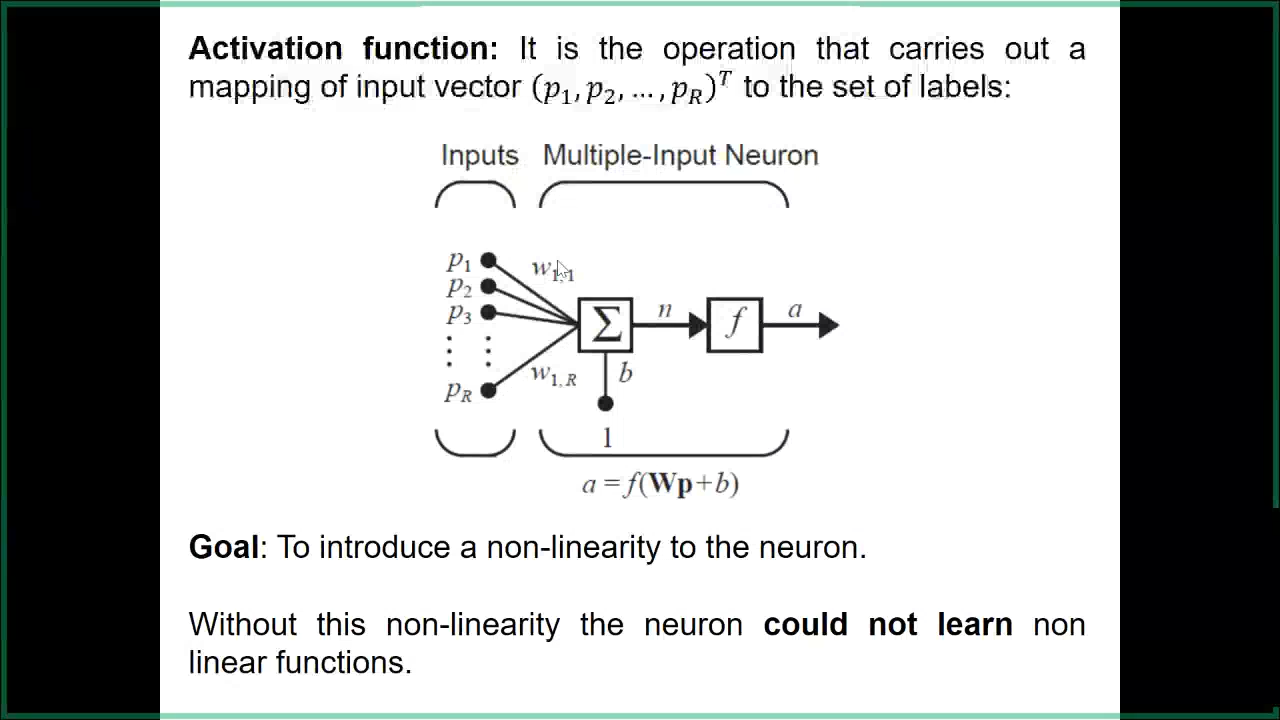 Activation function: It is the operation that carries out a
mapping of input vector (p₁, p₂, …, p_R)ᵀ to the set of labels:
Inputs Multiple-Input Neuron
p₁
p₂
p₃
p_R
w₁,₁
w₁,R
Σ
n
f
a
b
1
a = f(Wp+b)
Goal: To introduce a non-linearity to the neuron.
Without this non-linearity the neuron could not learn non
linear functions.